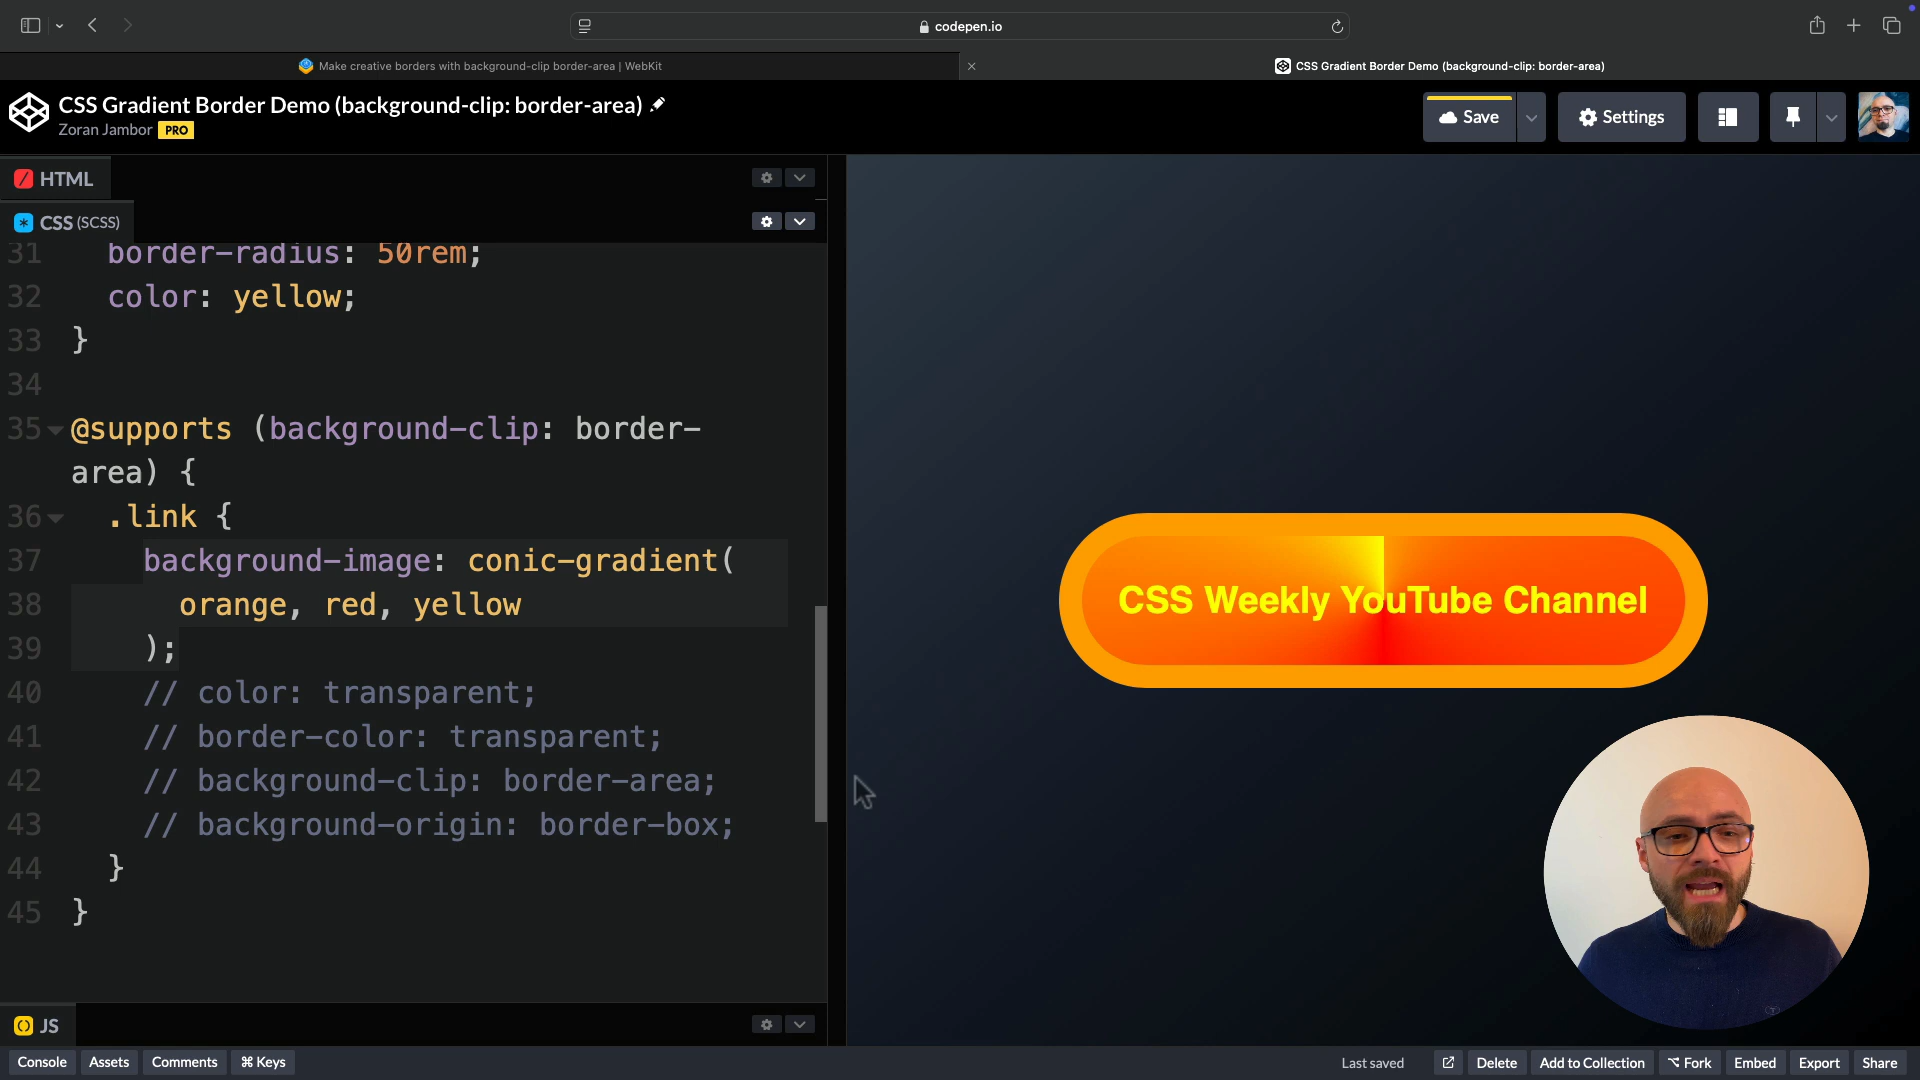 codepen.io
Make creative borders with background-clip border-area | WebKit
CSS Gradient Border Demo (background-clip: border-area)
CSS Gradient Border Demo (background-clip: border-area)
Zoran Jambor PRO
Save
Settings
HTML
CSS (SCSS)
31 border-radius: 50rem;
32 color: yellow;
33 }
34
35 @supports (background-clip: border-
area) {
36 .link {
37 background-image: conic-gradient(
38 orange, red, yellow
39 );
40 // color: transparent;
41 // border-color: transparent;
42 // background-clip: border-area;
43 // background-origin: border-box;
44 }
45 }
CSS Weekly YouTube Channel
JS
Console Assets Comments ⌘ Keys
Last saved Delete Add to Collection ⌥ Fork Embed Export Share